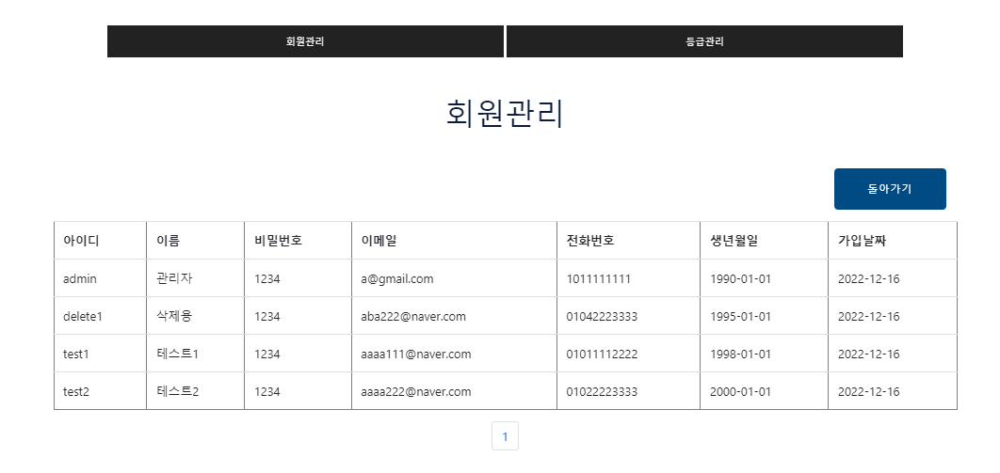 회원관리 등급관리
회원관리
돌아가기
아이디 이름 비밀번호 이메일 전화번호 생년월일 가입날짜
admin 관리자 1234 a@gmail.com 1011111111 1990-01-01 2022-12-16
delete1 삭제용 1234 aba222@naver.com 01042223333 1995-01-01 2022-12-16
test1 테스트1 1234 aaaa111@naver.com 01011112222 1998-01-01 2022-12-16
test2 테스트2 1234 aaaa222@naver.com 01022223333 2000-01-01 2022-12-16
1